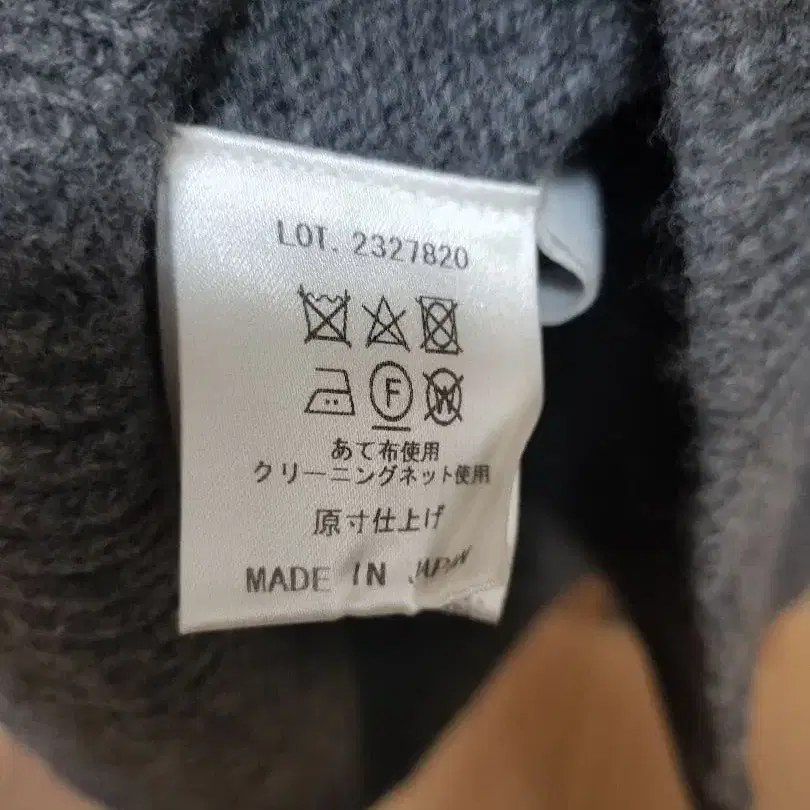 LOT. 2327820
F W
あて布使用
クリーニングネット使用
原寸仕上げ
MADE IN JAPAN